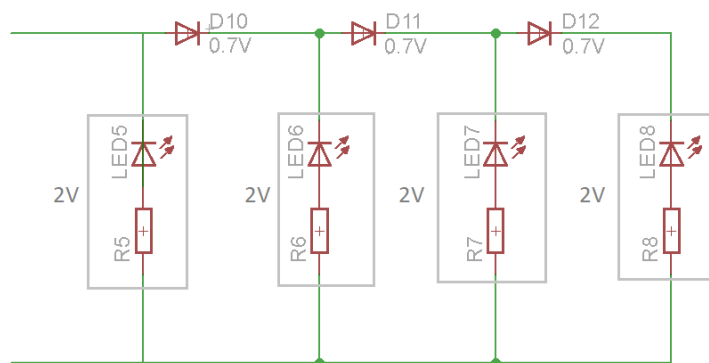 D10
0.7V
D11
0.7V
D12
0.7V
LED5
2V
R5
LED6
2V
R6
LED7
2V
R7
LED8
2V
R8